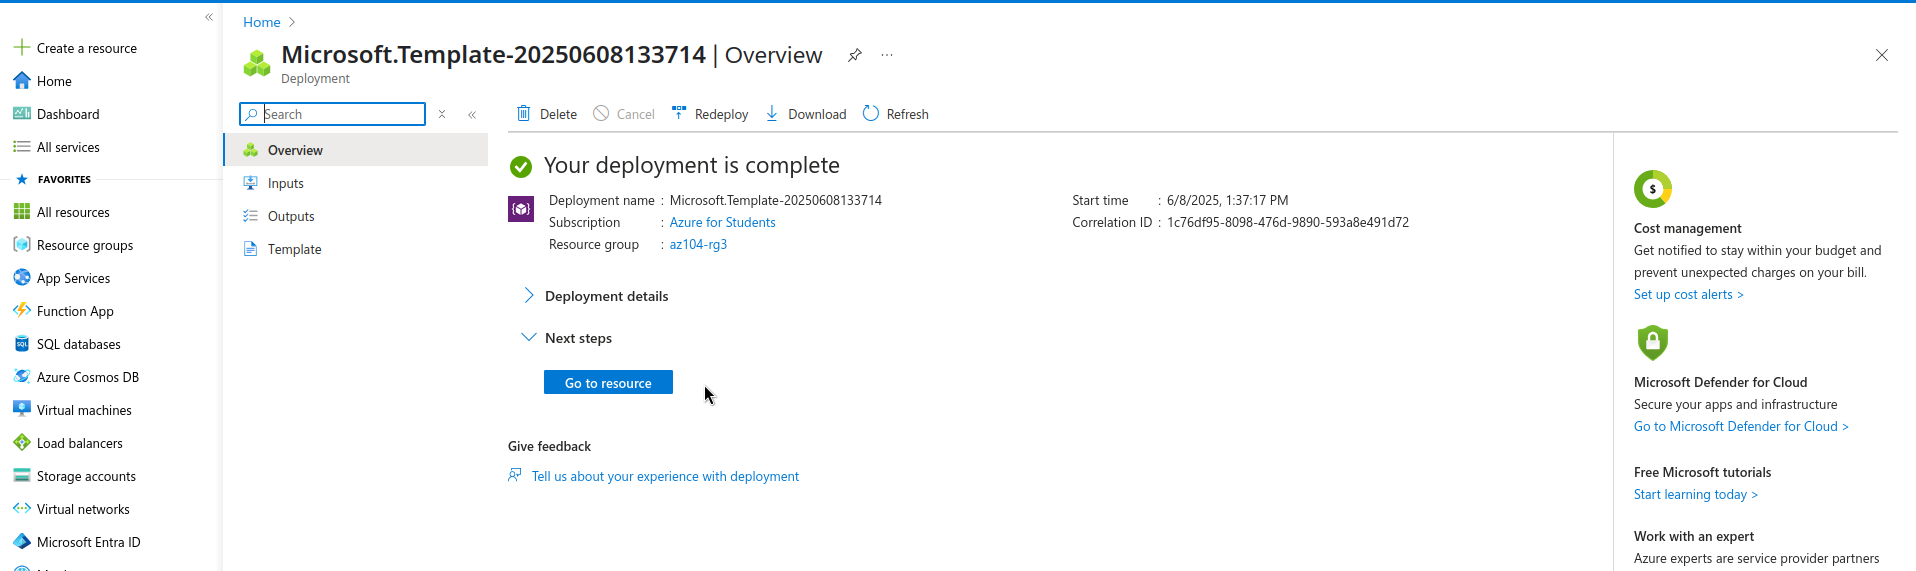 «
Create a resource
Home
Dashboard
All services
FAVORITES
All resources
Resource groups
App Services
Function App
SQL databases
Azure Cosmos DB
Virtual machines
Load balancers
Storage accounts
Virtual networks
Microsoft Entra ID
Home >
Microsoft.Template-20250608133714 | Overview
Deployment
Search
«
Overview
Inputs
Outputs
Template
Delete
Cancel
Redeploy
Download
Refresh
Your deployment is complete
Deployment name : Microsoft.Template-20250608133714
Subscription : Azure for Students
Resource group : az104-rg3
Start time : 6/8/2025, 1:37:17 PM
Correlation ID : 1c76df95-8098-476d-9890-593a8e491d72
Deployment details
Next steps
Go to resource
Give feedback
Tell us about your experience with deployment
Cost management
Get notified to stay within your budget and
prevent unexpected charges on your bill.
Set up cost alerts >
Microsoft Defender for Cloud
Secure your apps and infrastructure
Go to Microsoft Defender for Cloud >
Free Microsoft tutorials
Start learning today >
Work with an expert
Azure experts are service provider partners